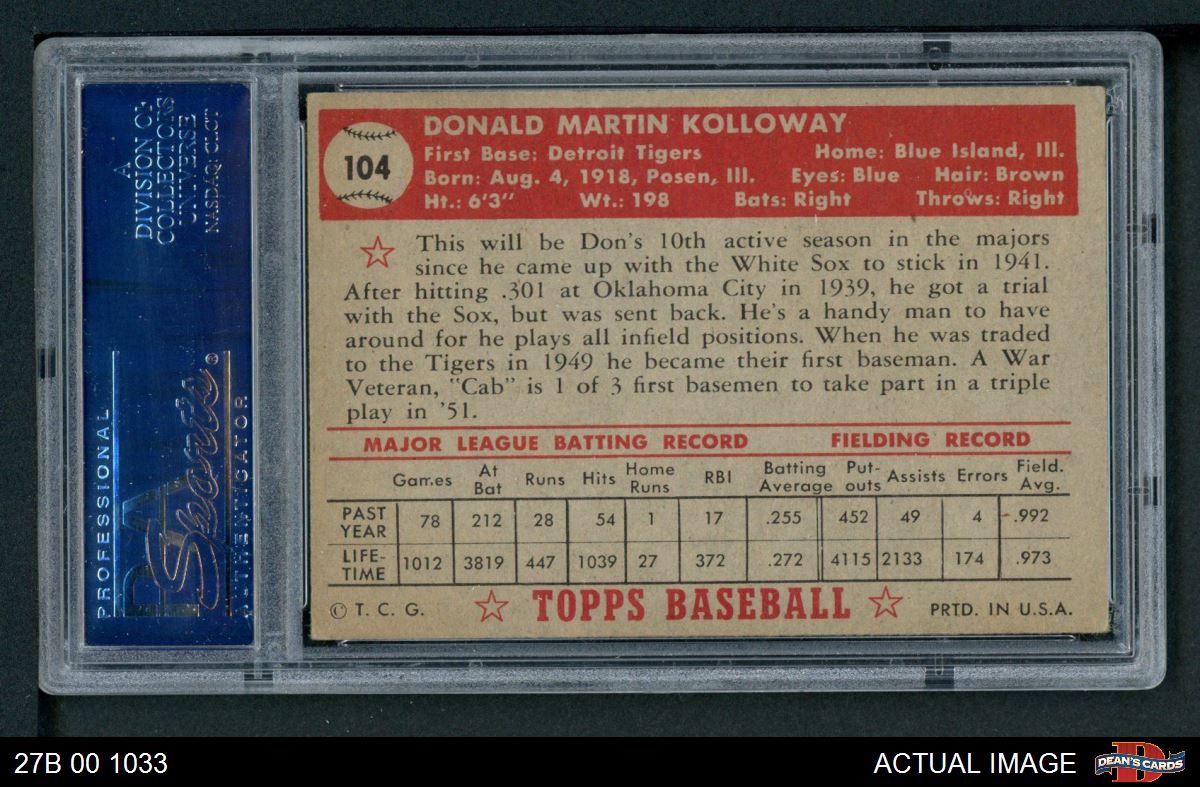 A
DIVISION OF
COLLECTORS
UNIVERSE
NASDAQ: CLCT
PROFESSIONAL
PSA
Sports®
AUTHENTICATOR
104
DONALD MARTIN KOLLOWAY
First Base: Detroit Tigers Home: Blue Island, Ill.
Born: Aug. 4, 1918, Posen, Ill. Eyes: Blue Hair: Brown
Ht.: 6'3" Wt.: 198 Bats: Right Throws: Right
This will be Don's 10th active season in the majors
since he came up with the White Sox to stick in 1941.
After hitting .301 at Oklahoma City in 1939, he got a trial
with the Sox, but was sent back. He's a handy man to have
around for he plays all infield positions. When he was traded
to the Tigers in 1949 he became their first baseman. A War
Veteran, "Cab" is 1 of 3 first basemen to take part in a triple
play in '51.
MAJOR LEAGUE BATTING RECORD FIELDING RECORD
Games At Bat Runs Hits Home Runs RBI Batting Average Put-outs Assists Errors Field. Avg.
PAST YEAR 78 212 28 54 1 17 .255 452 49 4 .992
LIFE-TIME 1012 3819 447 1039 27 372 .272 4115 2133 174 .973
© T. C. G. TOPPS BASEBALL PRTD. IN U.S.A.
27B 00 1033 ACTUAL IMAGE
D
DEAN'S CARDS